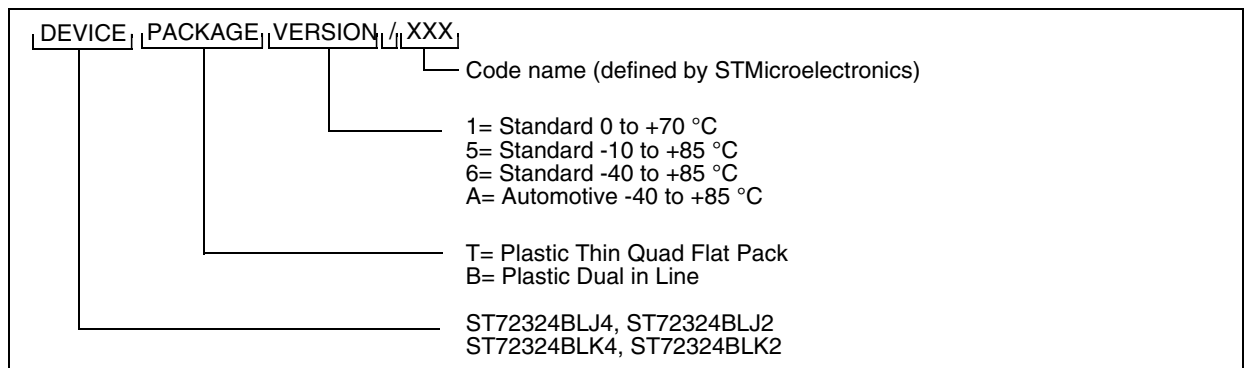 DEVICE PACKAGE VERSION / XXX
Code name (defined by STMicroelectronics)
1= Standard 0 to +70 °C
5= Standard -10 to +85 °C
6= Standard -40 to +85 °C
A= Automotive -40 to +85 °C
T= Plastic Thin Quad Flat Pack
B= Plastic Dual in Line
ST72324BLJ4, ST72324BLJ2
ST72324BLK4, ST72324BLK2